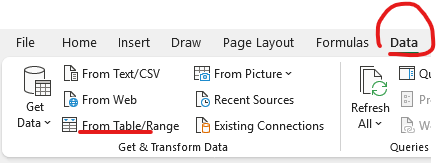 File Home Insert Draw Page Layout Formulas Data
From Text/CSV From Picture
Get Data From Web Recent Sources Refresh All
From Table/Range Existing Connections
Get & Transform Data Queries